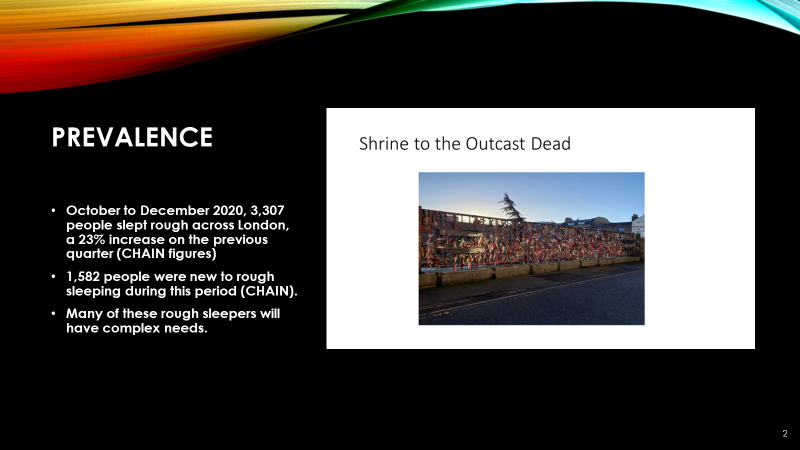 PREVALENCE
• October to December 2020, 3,307
people slept rough across London,
a 23% increase on the previous
quarter (CHAIN figures)
• 1,582 people were new to rough
sleeping during this period (CHAIN).
• Many of these rough sleepers will
have complex needs.
Shrine to the Outcast Dead
2